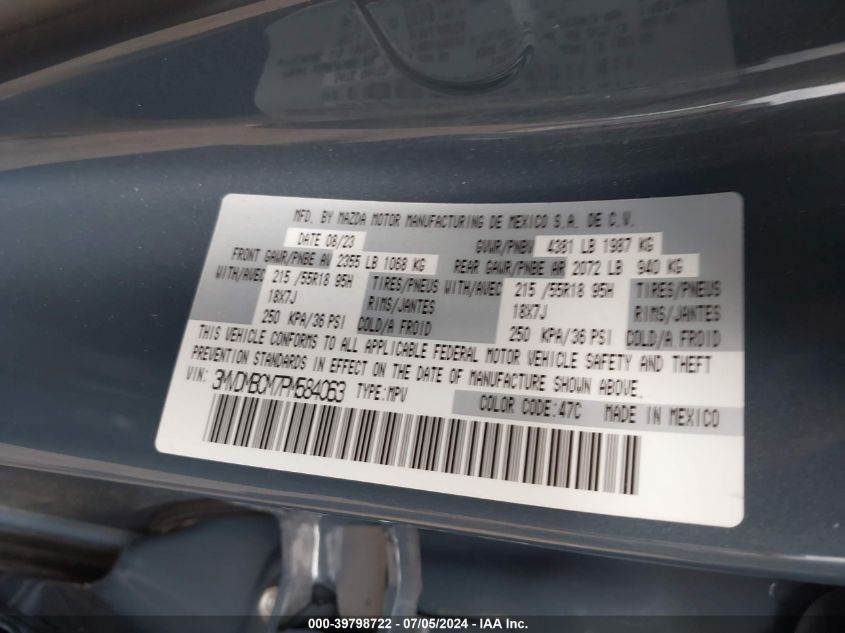 MFD. BY MAZDA MOTOR MANUFACTURING DE MEXICO S.A. DE C.V.
DATE 08/23 GVWR/PNBV 4381 LB 1987 KG
FRONT GAWR/PNBE AV 2355 LB 1068 KG REAR GAWR/PNBE AR 2072 LB 940 KG
WITH/AVEC 215 /55R18 95H TIRES/PNEUS WITH/AVEC 215 /55R18 95H TIRES/PNEUS
18X7J RIMS/JANTES 18X7J RIMS/JANTES
250 KPA/36 PSI COLD/A FROID 250 KPA/36 PSI COLD/A FROID
THIS VEHICLE CONFORMS TO ALL APPLICABLE FEDERAL MOTOR VEHICLE SAFETY AND THEFT
PREVENTION STANDARDS IN EFFECT ON THE DATE OF MANUFACTURE SHOWN ABOVE.
VIN: 3MVDMBCM7PM584063 TYPE:MPV
COLOR CODE:47C MADE IN MEXICO
000-39798722 - 07/05/2024 - IAA Inc.